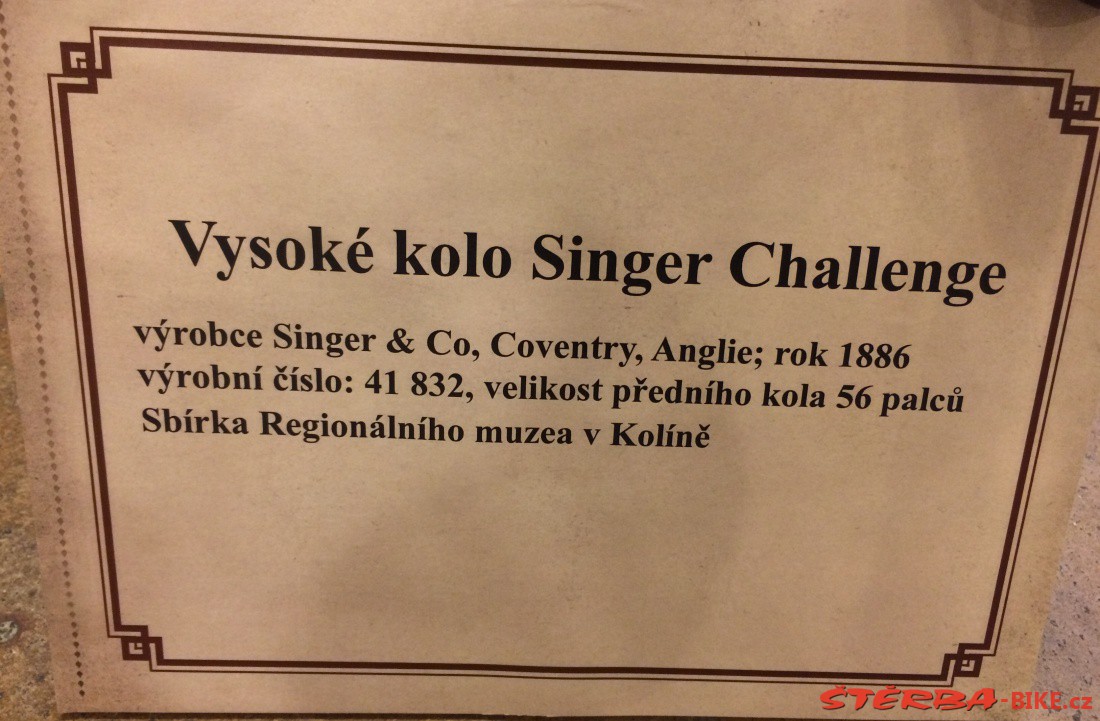 Vysoké kolo Singer Challenge
výrobce Singer & Co, Coventry, Anglie; rok 1886
výrobní číslo: 41 832, velikost předního kola 56 palců
Sbírka Regionálního muzea v Kolíně
ŠTĚRBA-BIKE.cz